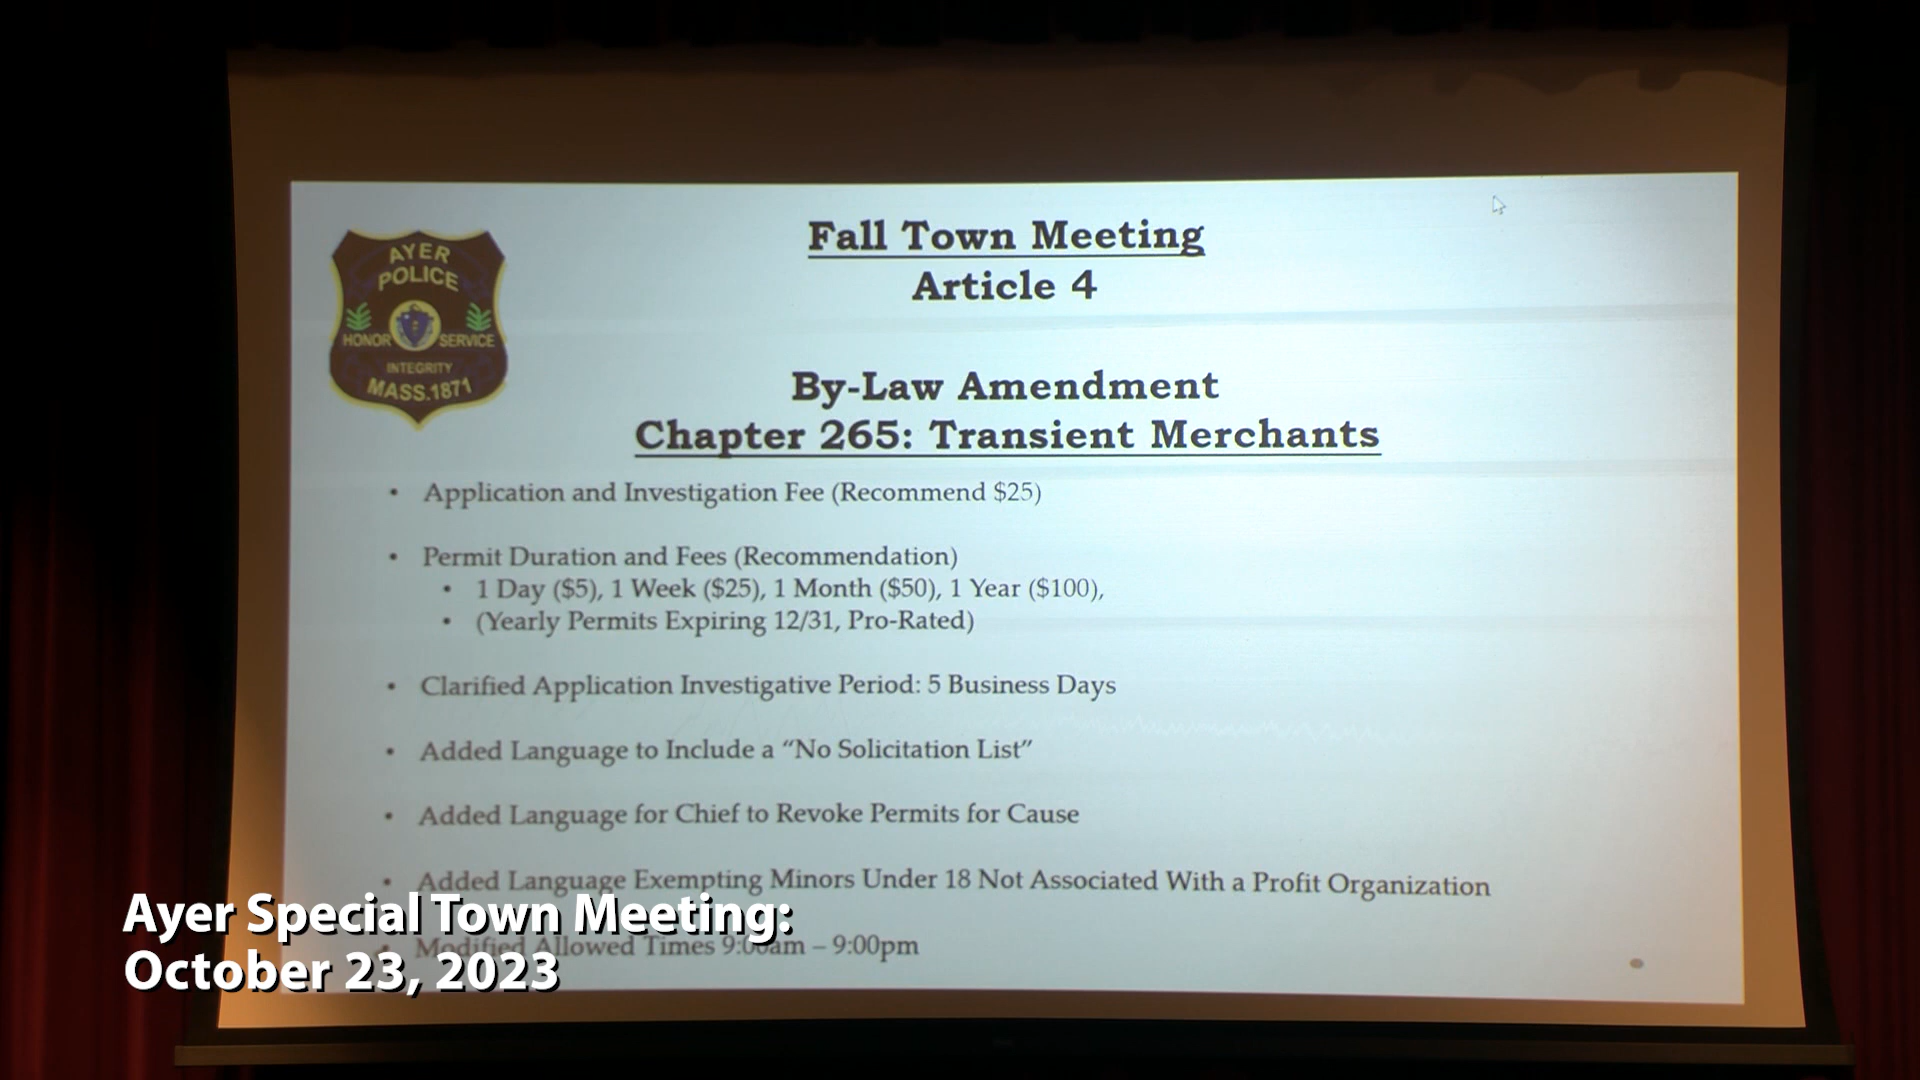 Fall Town Meeting
Article 4
AYER
POLICE
HONOR SERVICE
INTEGRITY
MASS.1871
By-Law Amendment
Chapter 265: Transient Merchants
• Application and Investigation Fee (Recommend $25)
• Permit Duration and Fees (Recommendation)
• 1 Day ($5), 1 Week ($25), 1 Month ($50), 1 Year ($100),
• (Yearly Permits Expiring 12/31, Pro-Rated)
• Clarified Application Investigative Period: 5 Business Days
• Added Language to Include a “No Solicitation List”
• Added Language for Chief to Revoke Permits for Cause
• Added Language Exempting Minors Under 18 Not Associated With a Profit Organization
• Modified Allowed Times 9:00am – 9:00pm
Ayer Special Town Meeting:
October 23, 2023